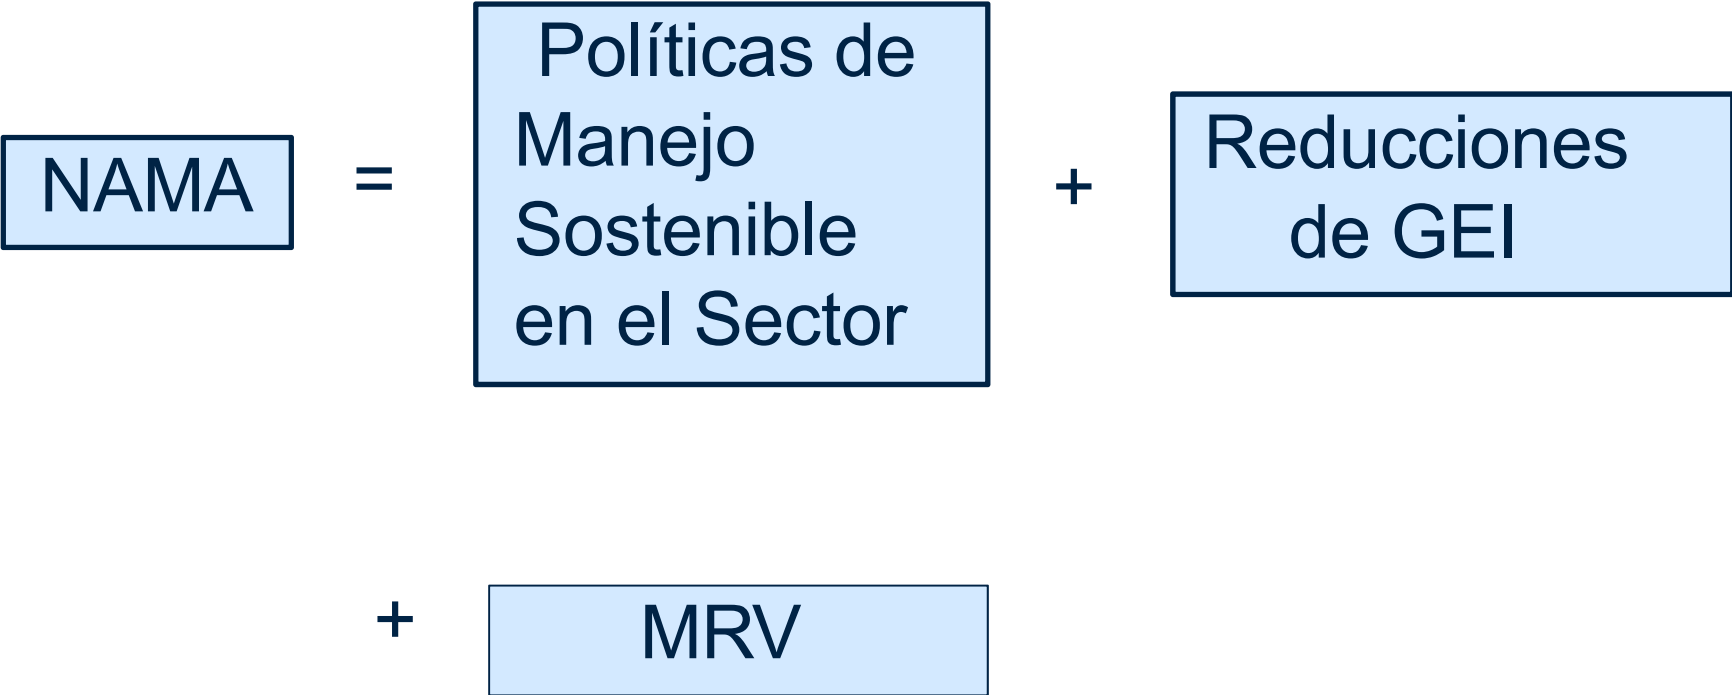 NAMA
=
Políticas de
Manejo
Sostenible
en el Sector
+
Reducciones
de GEI
+
MRV